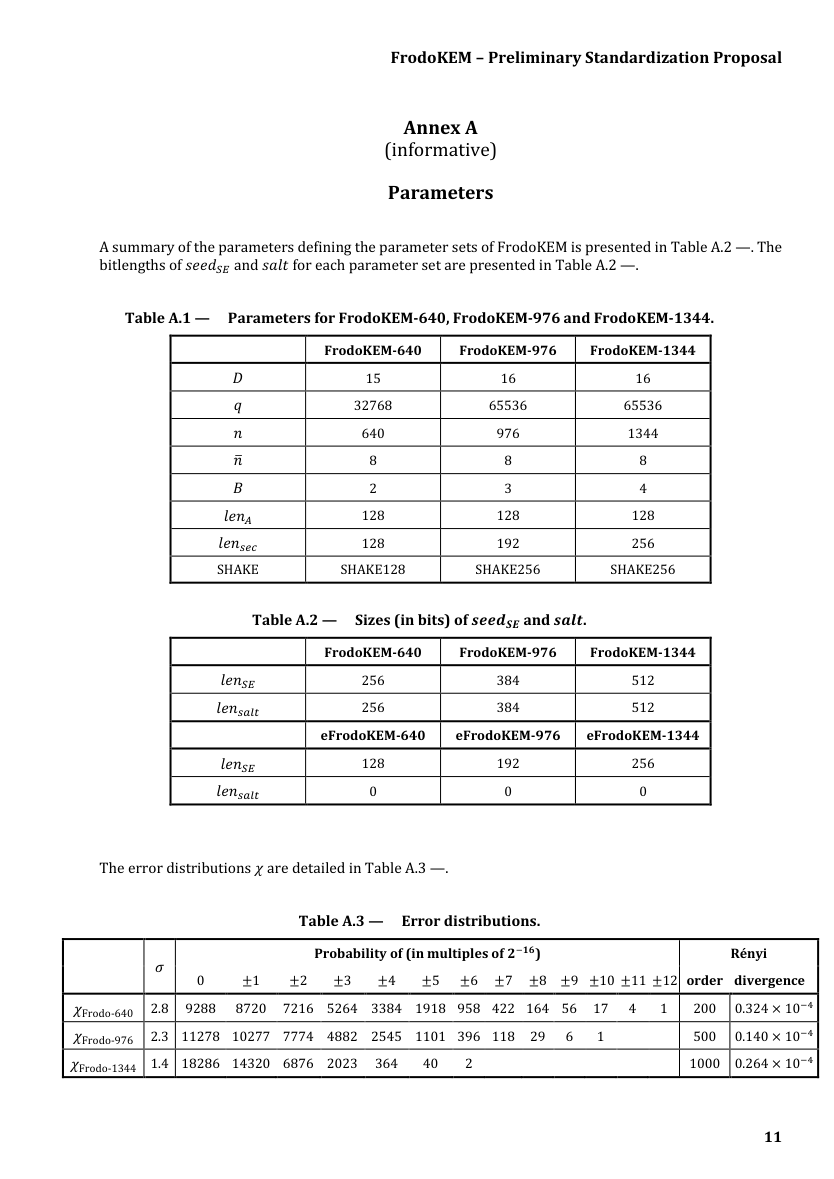 FrodoKEM – Preliminary Standardization Proposal
Annex A
(informative)
Parameters
A summary of the parameters defining the parameter sets of FrodoKEM is presented in Table A.2 —. The
bitlengths of seed_SE and salt for each parameter set are presented in Table A.2 —.
Table A.1 — Parameters for FrodoKEM-640, FrodoKEM-976 and FrodoKEM-1344.
FrodoKEM-640 FrodoKEM-976 FrodoKEM-1344
D 15 16 16
q 32768 65536 65536
n 640 976 1344
n̄ 8 8 8
B 2 3 4
len_A 128 128 128
len_sec 128 192 256
SHAKE SHAKE128 SHAKE256 SHAKE256
Table A.2 — Sizes (in bits) of seed_SE and salt.
FrodoKEM-640 FrodoKEM-976 FrodoKEM-1344
len_SE 256 384 512
len_salt 256 384 512
eFrodoKEM-640 eFrodoKEM-976 eFrodoKEM-1344
len_SE 128 192 256
len_salt 0 0 0
The error distributions χ are detailed in Table A.3 —.
Table A.3 — Error distributions.
σ Probability of (in multiples of 2⁻¹⁶) Rényi
0 ±1 ±2 ±3 ±4 ±5 ±6 ±7 ±8 ±9 ±10 ±11 ±12 order divergence
χ_Frodo-640 2.8 9288 8720 7216 5264 3384 1918 958 422 164 56 17 4 1 200 0.324 × 10⁻⁴
χ_Frodo-976 2.3 11278 10277 7774 4882 2545 1101 396 118 29 6 1 500 0.140 × 10⁻⁴
χ_Frodo-1344 1.4 18286 14320 6876 2023 364 40 2 1000 0.264 × 10⁻⁴
11